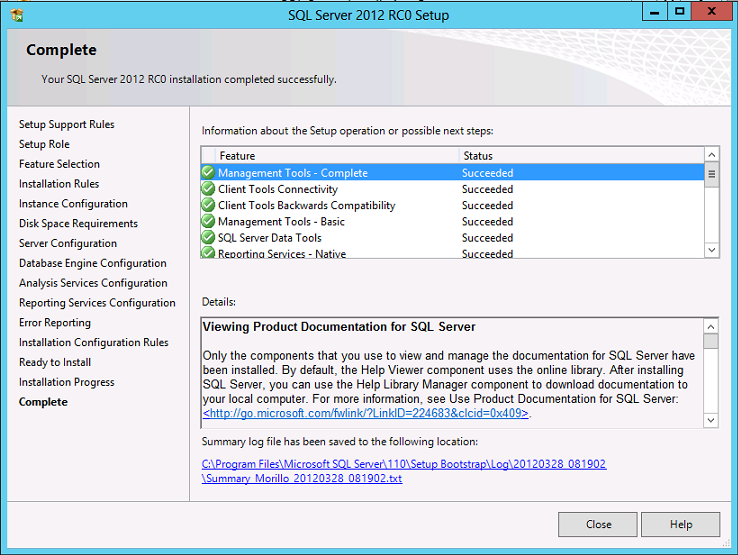 SQL Server 2012 RC0 Setup
Complete
Your SQL Server 2012 RC0 installation completed successfully.
Setup Support Rules
Setup Role
Feature Selection
Installation Rules
Instance Configuration
Disk Space Requirements
Server Configuration
Database Engine Configuration
Analysis Services Configuration
Reporting Services Configuration
Error Reporting
Installation Configuration Rules
Ready to Install
Installation Progress
Complete
Information about the Setup operation or possible next steps:
Feature Status
Management Tools - Complete Succeeded
Client Tools Connectivity Succeeded
Client Tools Backwards Compatibility Succeeded
Management Tools - Basic Succeeded
SQL Server Data Tools Succeeded
Reporting Services - Native Succeeded
Details:
Viewing Product Documentation for SQL Server
Only the components that you use to view and manage the documentation for SQL Server have
been installed. By default, the Help Viewer component uses the online library. After installing
SQL Server, you can use the Help Library Manager component to download documentation to
your local computer. For more information, see Use Product Documentation for SQL Server:
<http://go.microsoft.com/fwlink/?LinkID=224683&clcid=0x409>.
Summary log file has been saved to the following location:
C:\Program Files\Microsoft SQL Server\110\Setup Bootstrap\Log\20120328_081902
\Summary_Morillo_20120328_081902.txt
Close Help